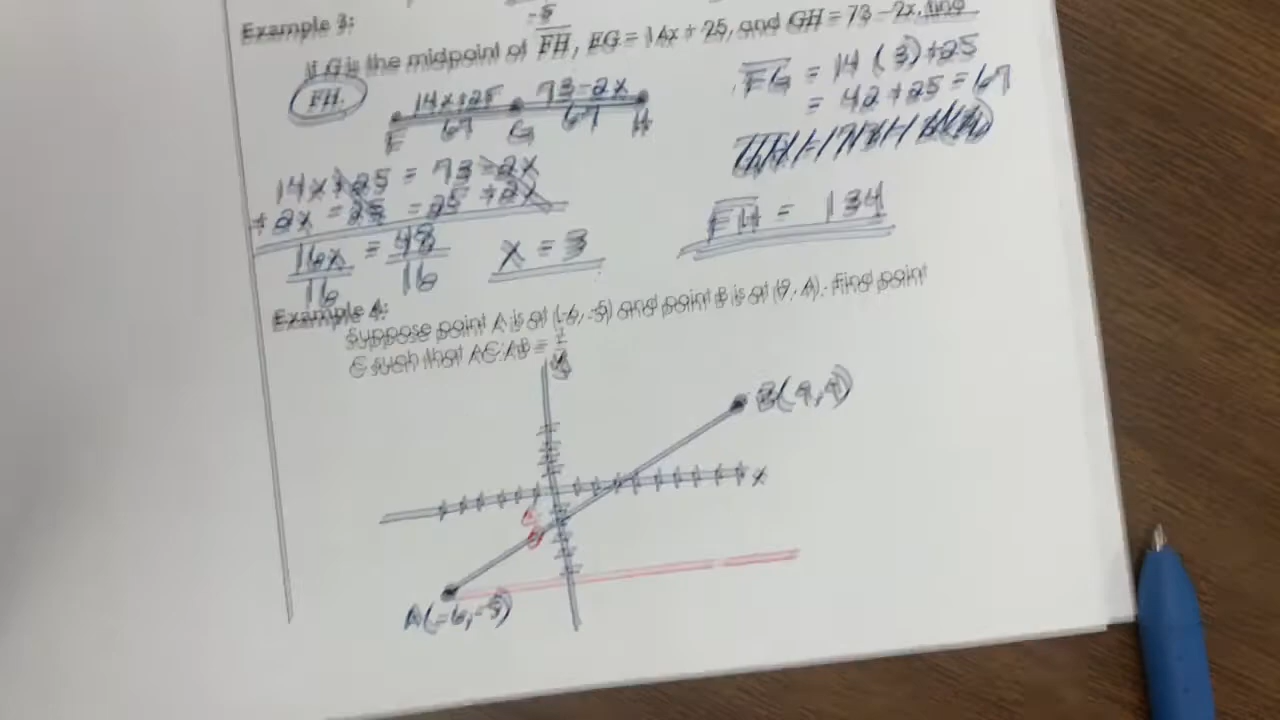 Example 3:
If G is the midpoint of FH, FG = 14x + 25, and GH = 73 - 2x, find
FH.
14x+25 73-2x
F 67 G 67 H
FG = 14(3)+25
= 42+25 = 67
14x+25 = 73-2x
+2x -25 = -25 +2x
16x = 48
16 16
x = 3
FH = 134
Example 4:
Suppose point A is at (-6, -5) and point B is at (9, 4). Find point
C such that AC:AB =
B(9,4)
x
A(-6,-5)